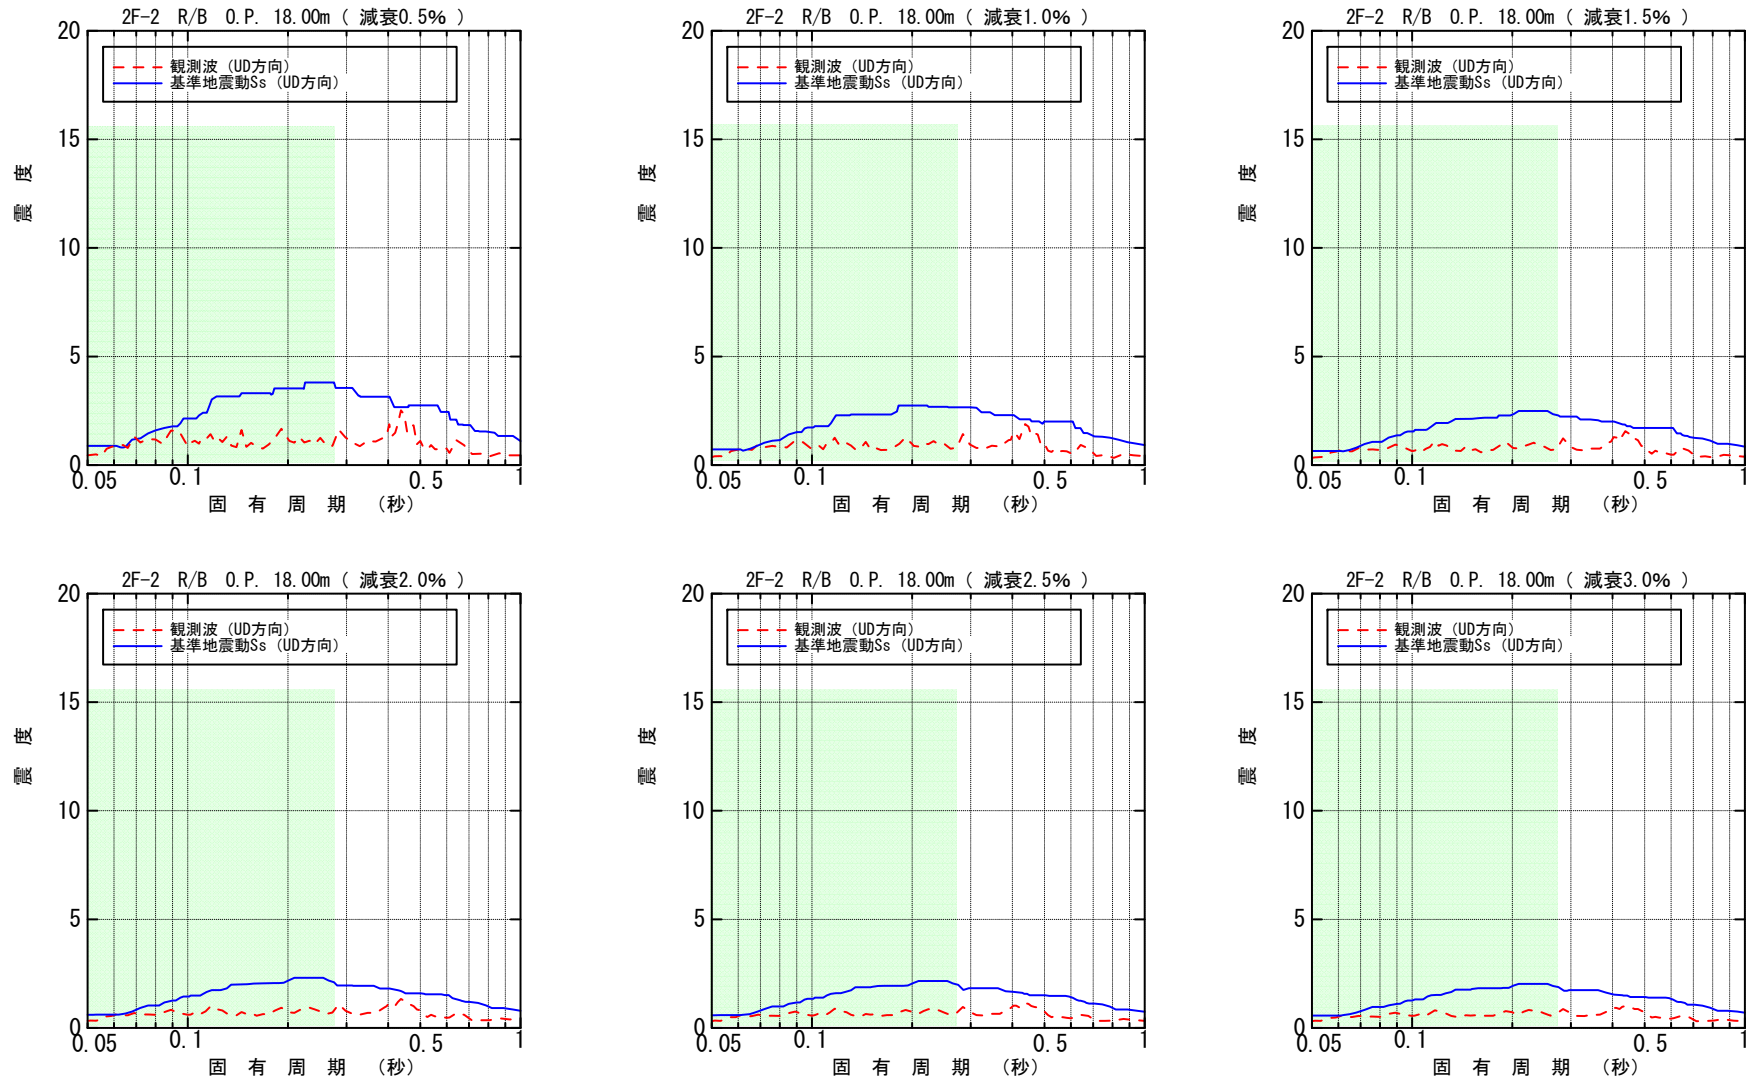 2F-2 R/B O.P. 18.00m ( 減衰0.5% )
20
観測波 (UD方向)
基準地震動Ss (UD方向)
15
震 度
10
5
0
0.05 0.1 0.5 1
固 有 周 期 (秒)
2F-2 R/B O.P. 18.00m ( 減衰1.0% )
20
観測波 (UD方向)
基準地震動Ss (UD方向)
15
震 度
10
5
0
0.05 0.1 0.5 1
固 有 周 期 (秒)
2F-2 R/B O.P. 18.00m ( 減衰1.5% )
20
観測波 (UD方向)
基準地震動Ss (UD方向)
15
震 度
10
5
0
0.05 0.1 0.5 1
固 有 周 期 (秒)
2F-2 R/B O.P. 18.00m ( 減衰2.0% )
20
観測波 (UD方向)
基準地震動Ss (UD方向)
15
震 度
10
5
0
0.05 0.1 0.5 1
固 有 周 期 (秒)
2F-2 R/B O.P. 18.00m ( 減衰2.5% )
20
観測波 (UD方向)
基準地震動Ss (UD方向)
15
震 度
10
5
0
0.05 0.1 0.5 1
固 有 周 期 (秒)
2F-2 R/B O.P. 18.00m ( 減衰3.0% )
20
観測波 (UD方向)
基準地震動Ss (UD方向)
15
震 度
10
5
0
0.05 0.1 0.5 1
固 有 周 期 (秒)